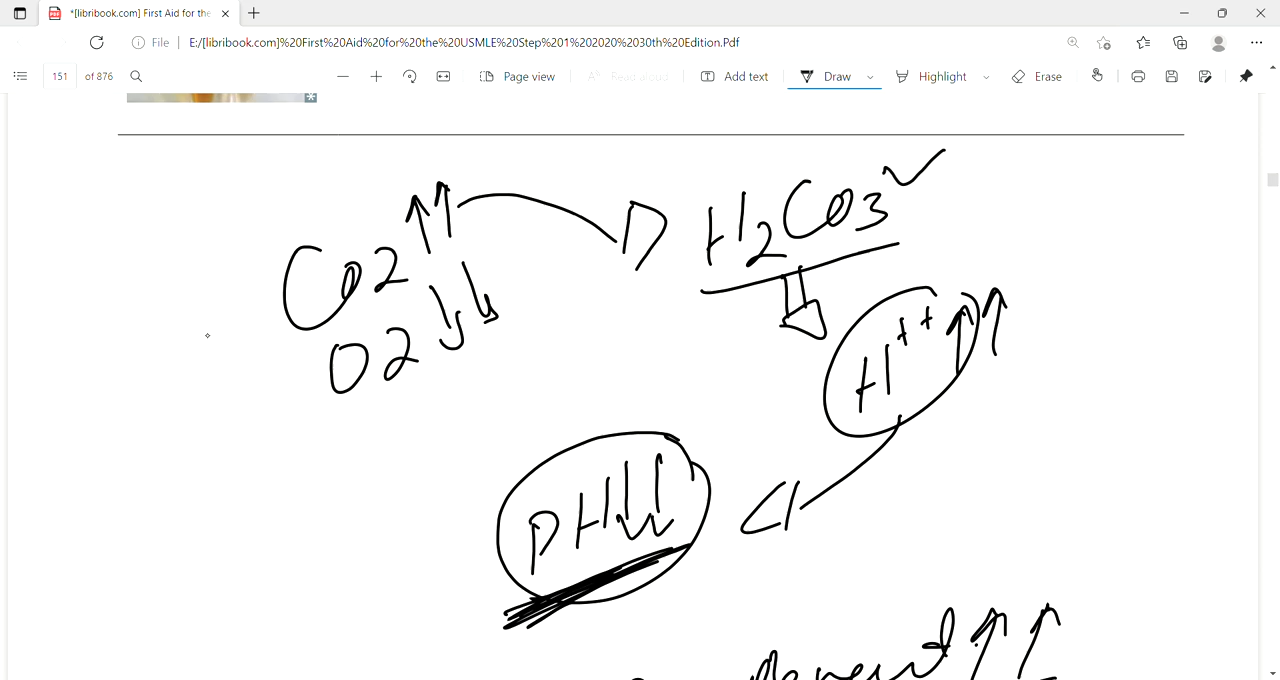 *[libribook.com] First Aid for the
File E:/[libribook.com]%20First%20Aid%20for%20the%20USMLE%20Step%201%202020%2030th%20Edition.Pdf
151 of 876 Page view Read aloud Add text Draw Highlight Erase
Co2 ↑↑ H2Co3 ✓
O2 ↓↓
H++ ↑↑
pH ↓↓